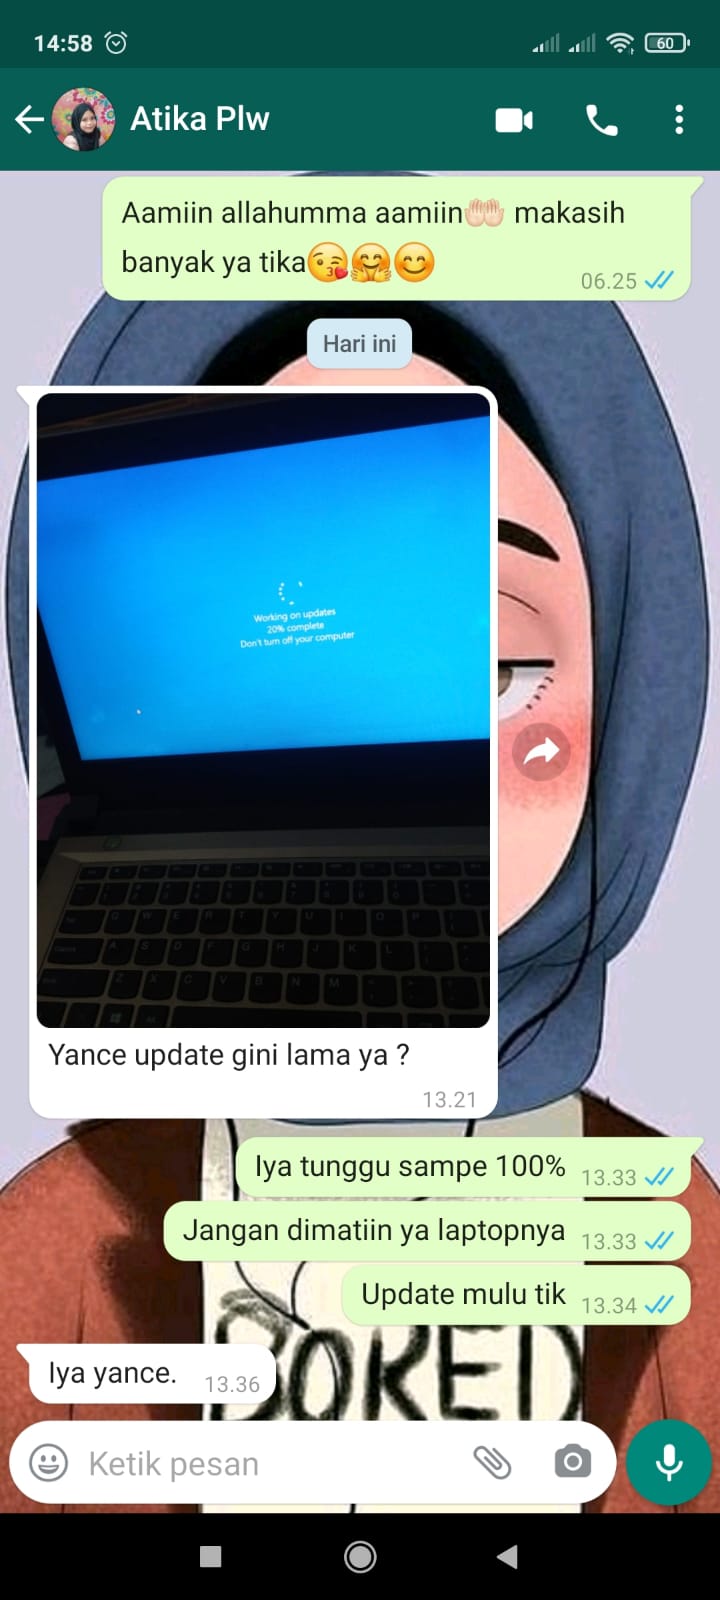 14:58
60
Atika Plw
Aamiin allahumma aamiin🤲🏻 makasih
banyak ya tika😘🤗😊
06.25
Hari ini
Working on updates
20% complete
Don't turn off your computer
Yance update gini lama ya ?
13.21
Iya tunggu sampe 100% 13.33
Jangan dimatiin ya laptopnya 13.33
Update mulu tik 13.34
Iya yance. 13.36
BORED
Ketik pesan